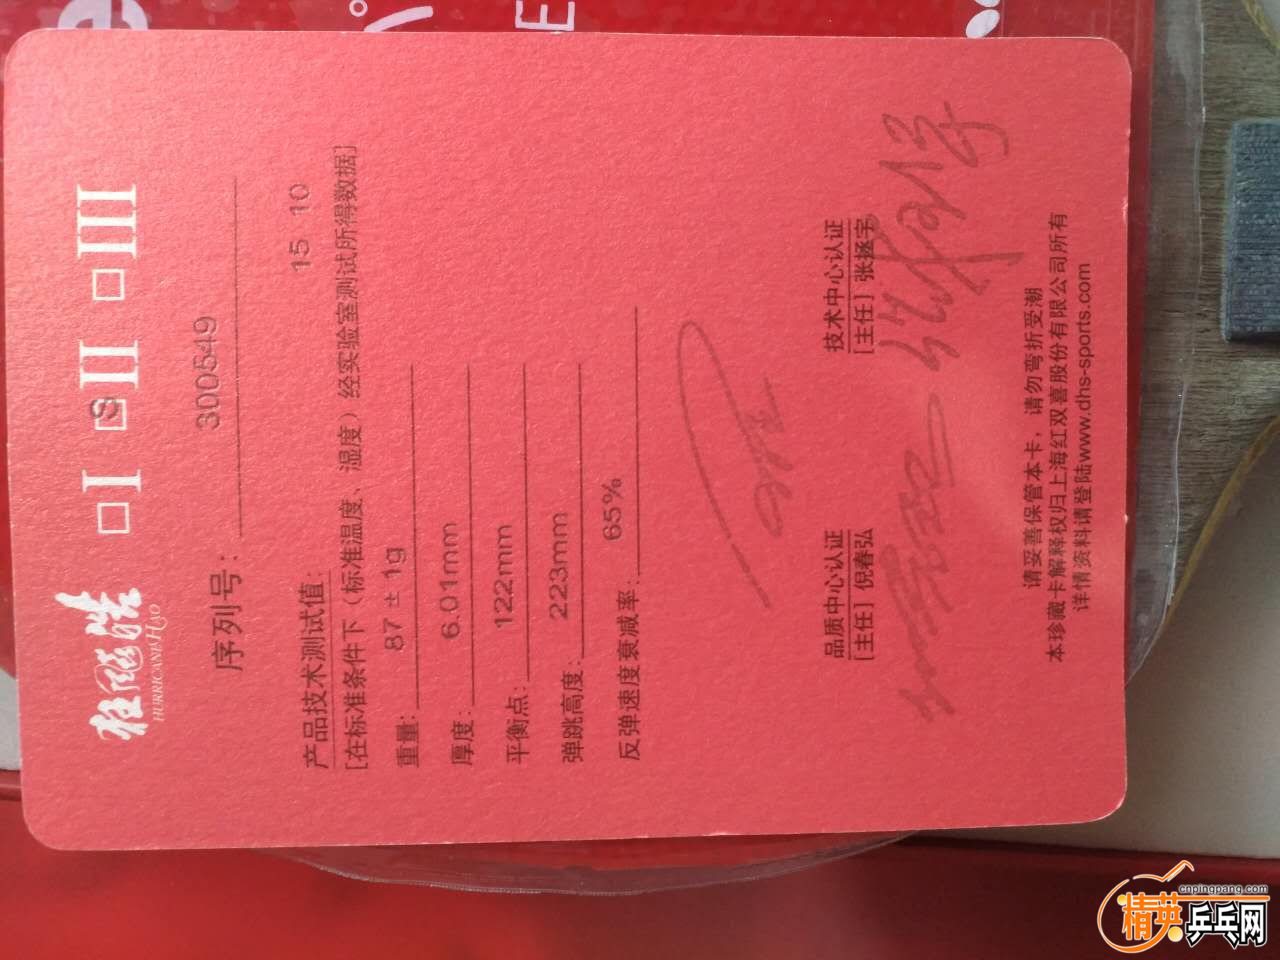 狂飚皓
HURRICANE HAO
□I □S II □III
序列号: 300549
15 10
产品技术测试值:
[在标准条件下（标准温度、湿度）经实验室测试所得数据]
重量: 87±1g
厚度: 6.01mm
平衡点: 122mm
弹跳高度: 223mm
反弹速度衰减率: 65%
品质中心认证
[主任] 倪春弘
技术中心认证
[主任] 张拯宇
请妥善保管本卡，请勿弯折受潮
本珍藏卡解释权归上海红双喜股份有限公司所有
详情资料请登陆www.dhs-sports.com
cnpingpang.com
精英乒乓网